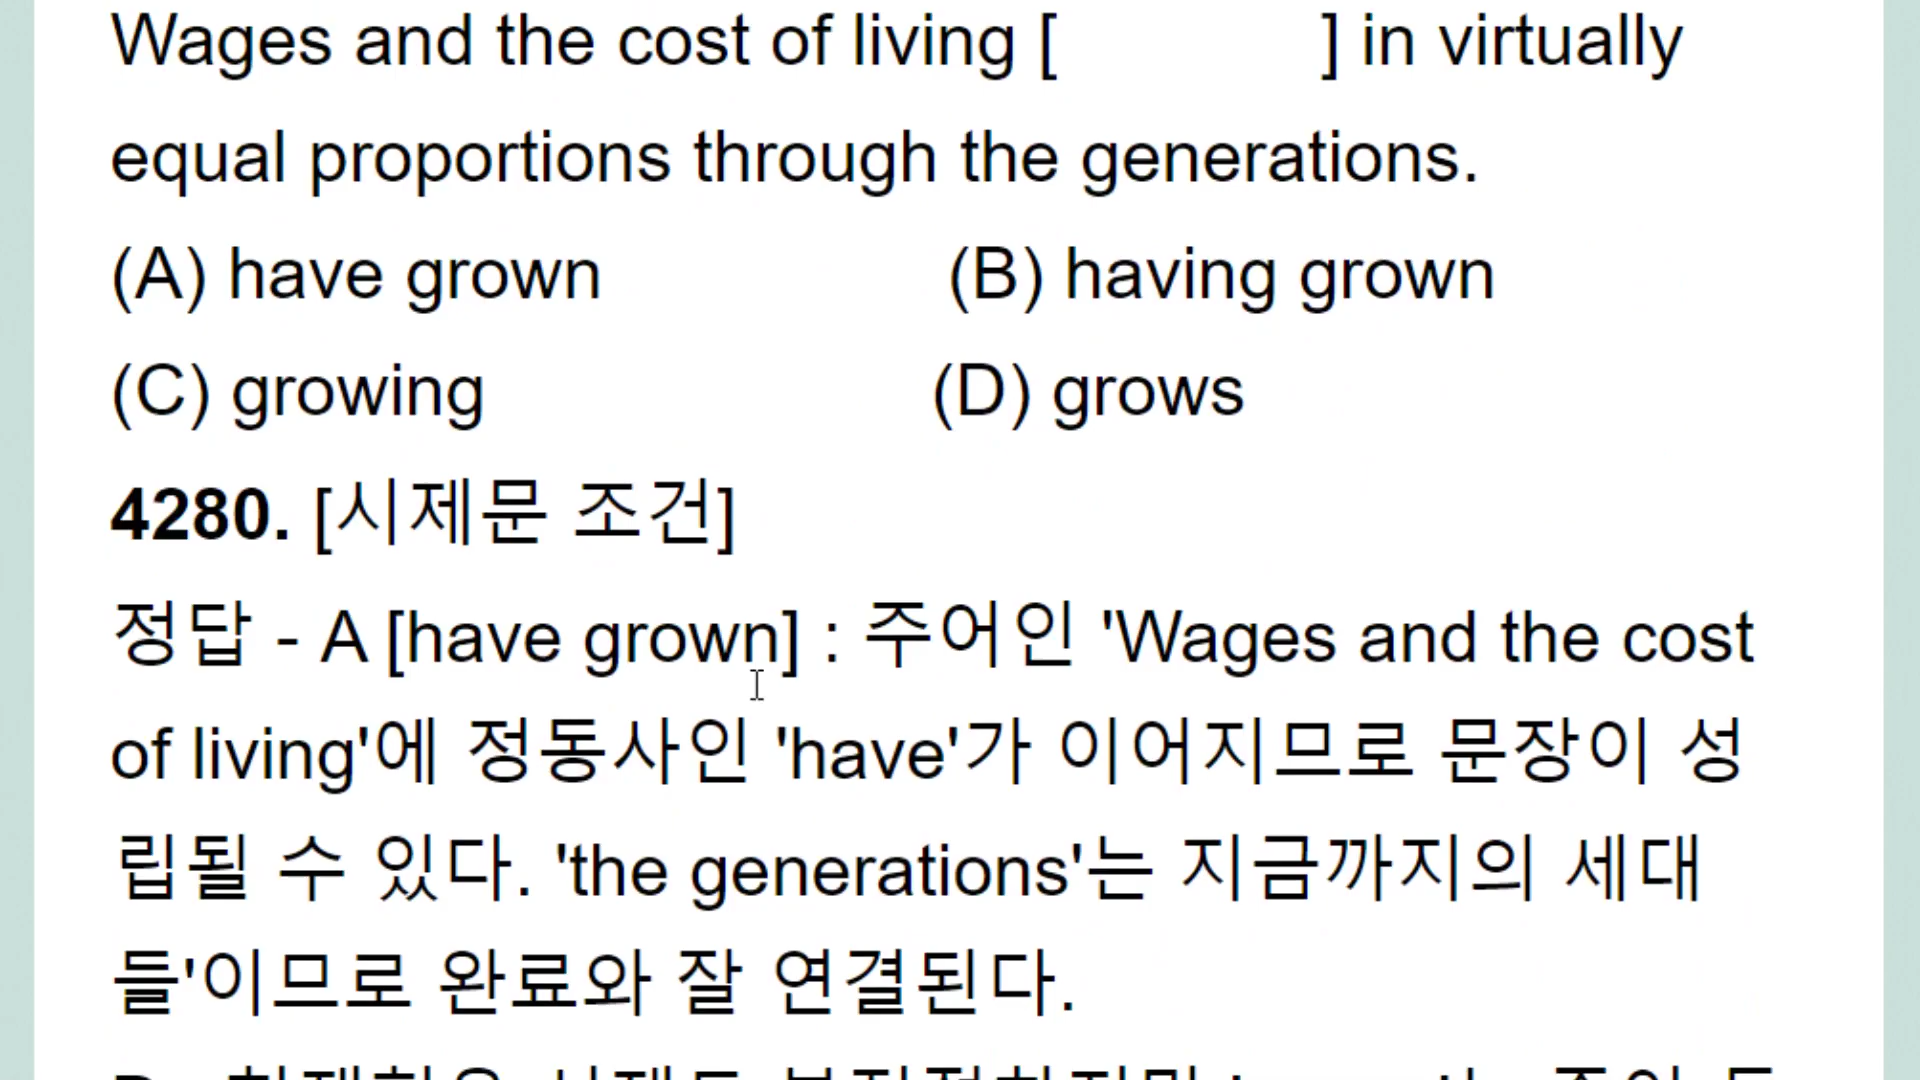 Wages and the cost of living [ ] in virtually
equal proportions through the generations.
(A) have grown (B) having grown
(C) growing (D) grows
4280. [시제문 조건]
정답 - A [have grown] : 주어인 'Wages and the cost
of living'에 정동사인 'have'가 이어지므로 문장이 성
립될 수 있다. 'the generations'는 지금까지의 세대
들'이므로 완료와 잘 연결된다.